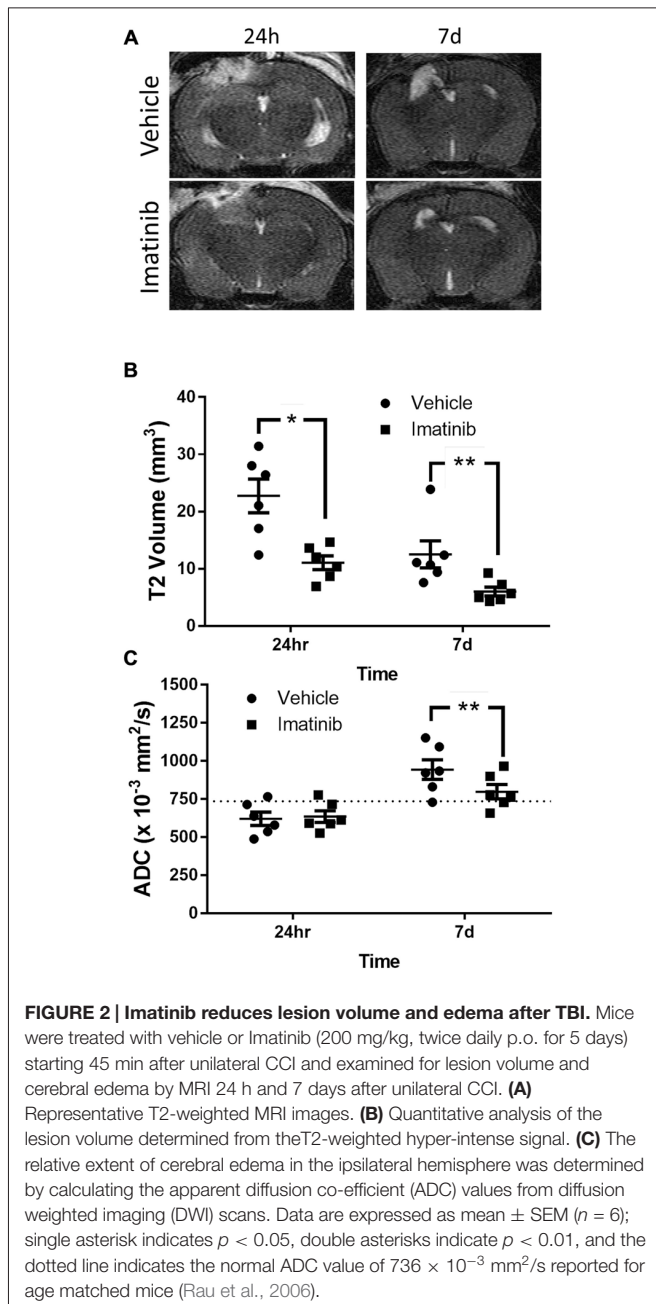 A
24h 7d
Vehicle
Imatinib
B
40
30
20
10
0
T2 Volume (mm³)
Vehicle
Imatinib
*
**
24hr 7d
Time
C
1500
1250
1000
750
500
250
0
ADC (x 10⁻³ mm²/s)
Vehicle
Imatinib
**
24hr 7d
Time
FIGURE 2 | Imatinib reduces lesion volume and edema after TBI. Mice
were treated with vehicle or Imatinib (200 mg/kg, twice daily p.o. for 5 days)
starting 45 min after unilateral CCI and examined for lesion volume and
cerebral edema by MRI 24 h and 7 days after unilateral CCI. (A)
Representative T2-weighted MRI images. (B) Quantitative analysis of the
lesion volume determined from theT2-weighted hyper-intense signal. (C) The
relative extent of cerebral edema in the ipsilateral hemisphere was determined
by calculating the apparent diffusion co-efficient (ADC) values from diffusion
weighted imaging (DWI) scans. Data are expressed as mean ± SEM (n = 6);
single asterisk indicates p < 0.05, double asterisks indicate p < 0.01, and the
dotted line indicates the normal ADC value of 736 × 10⁻³ mm²/s reported for
age matched mice (Rau et al., 2006).